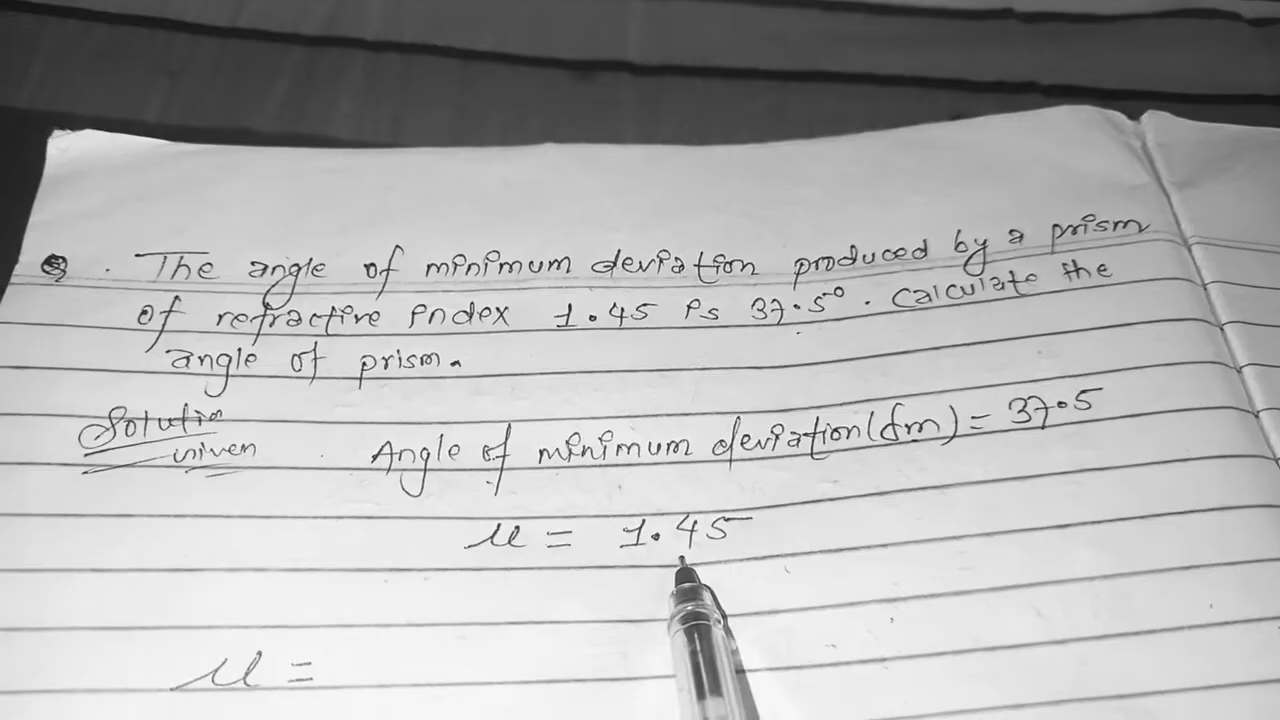 Q. The angle of minimum deviation produced by a prism
of refractive index 1.45 is 37.5°. Calculate the
angle of prism.
Solution
Given Angle of minimum deviation (δm) = 37.5
μ = 1.45
μ =